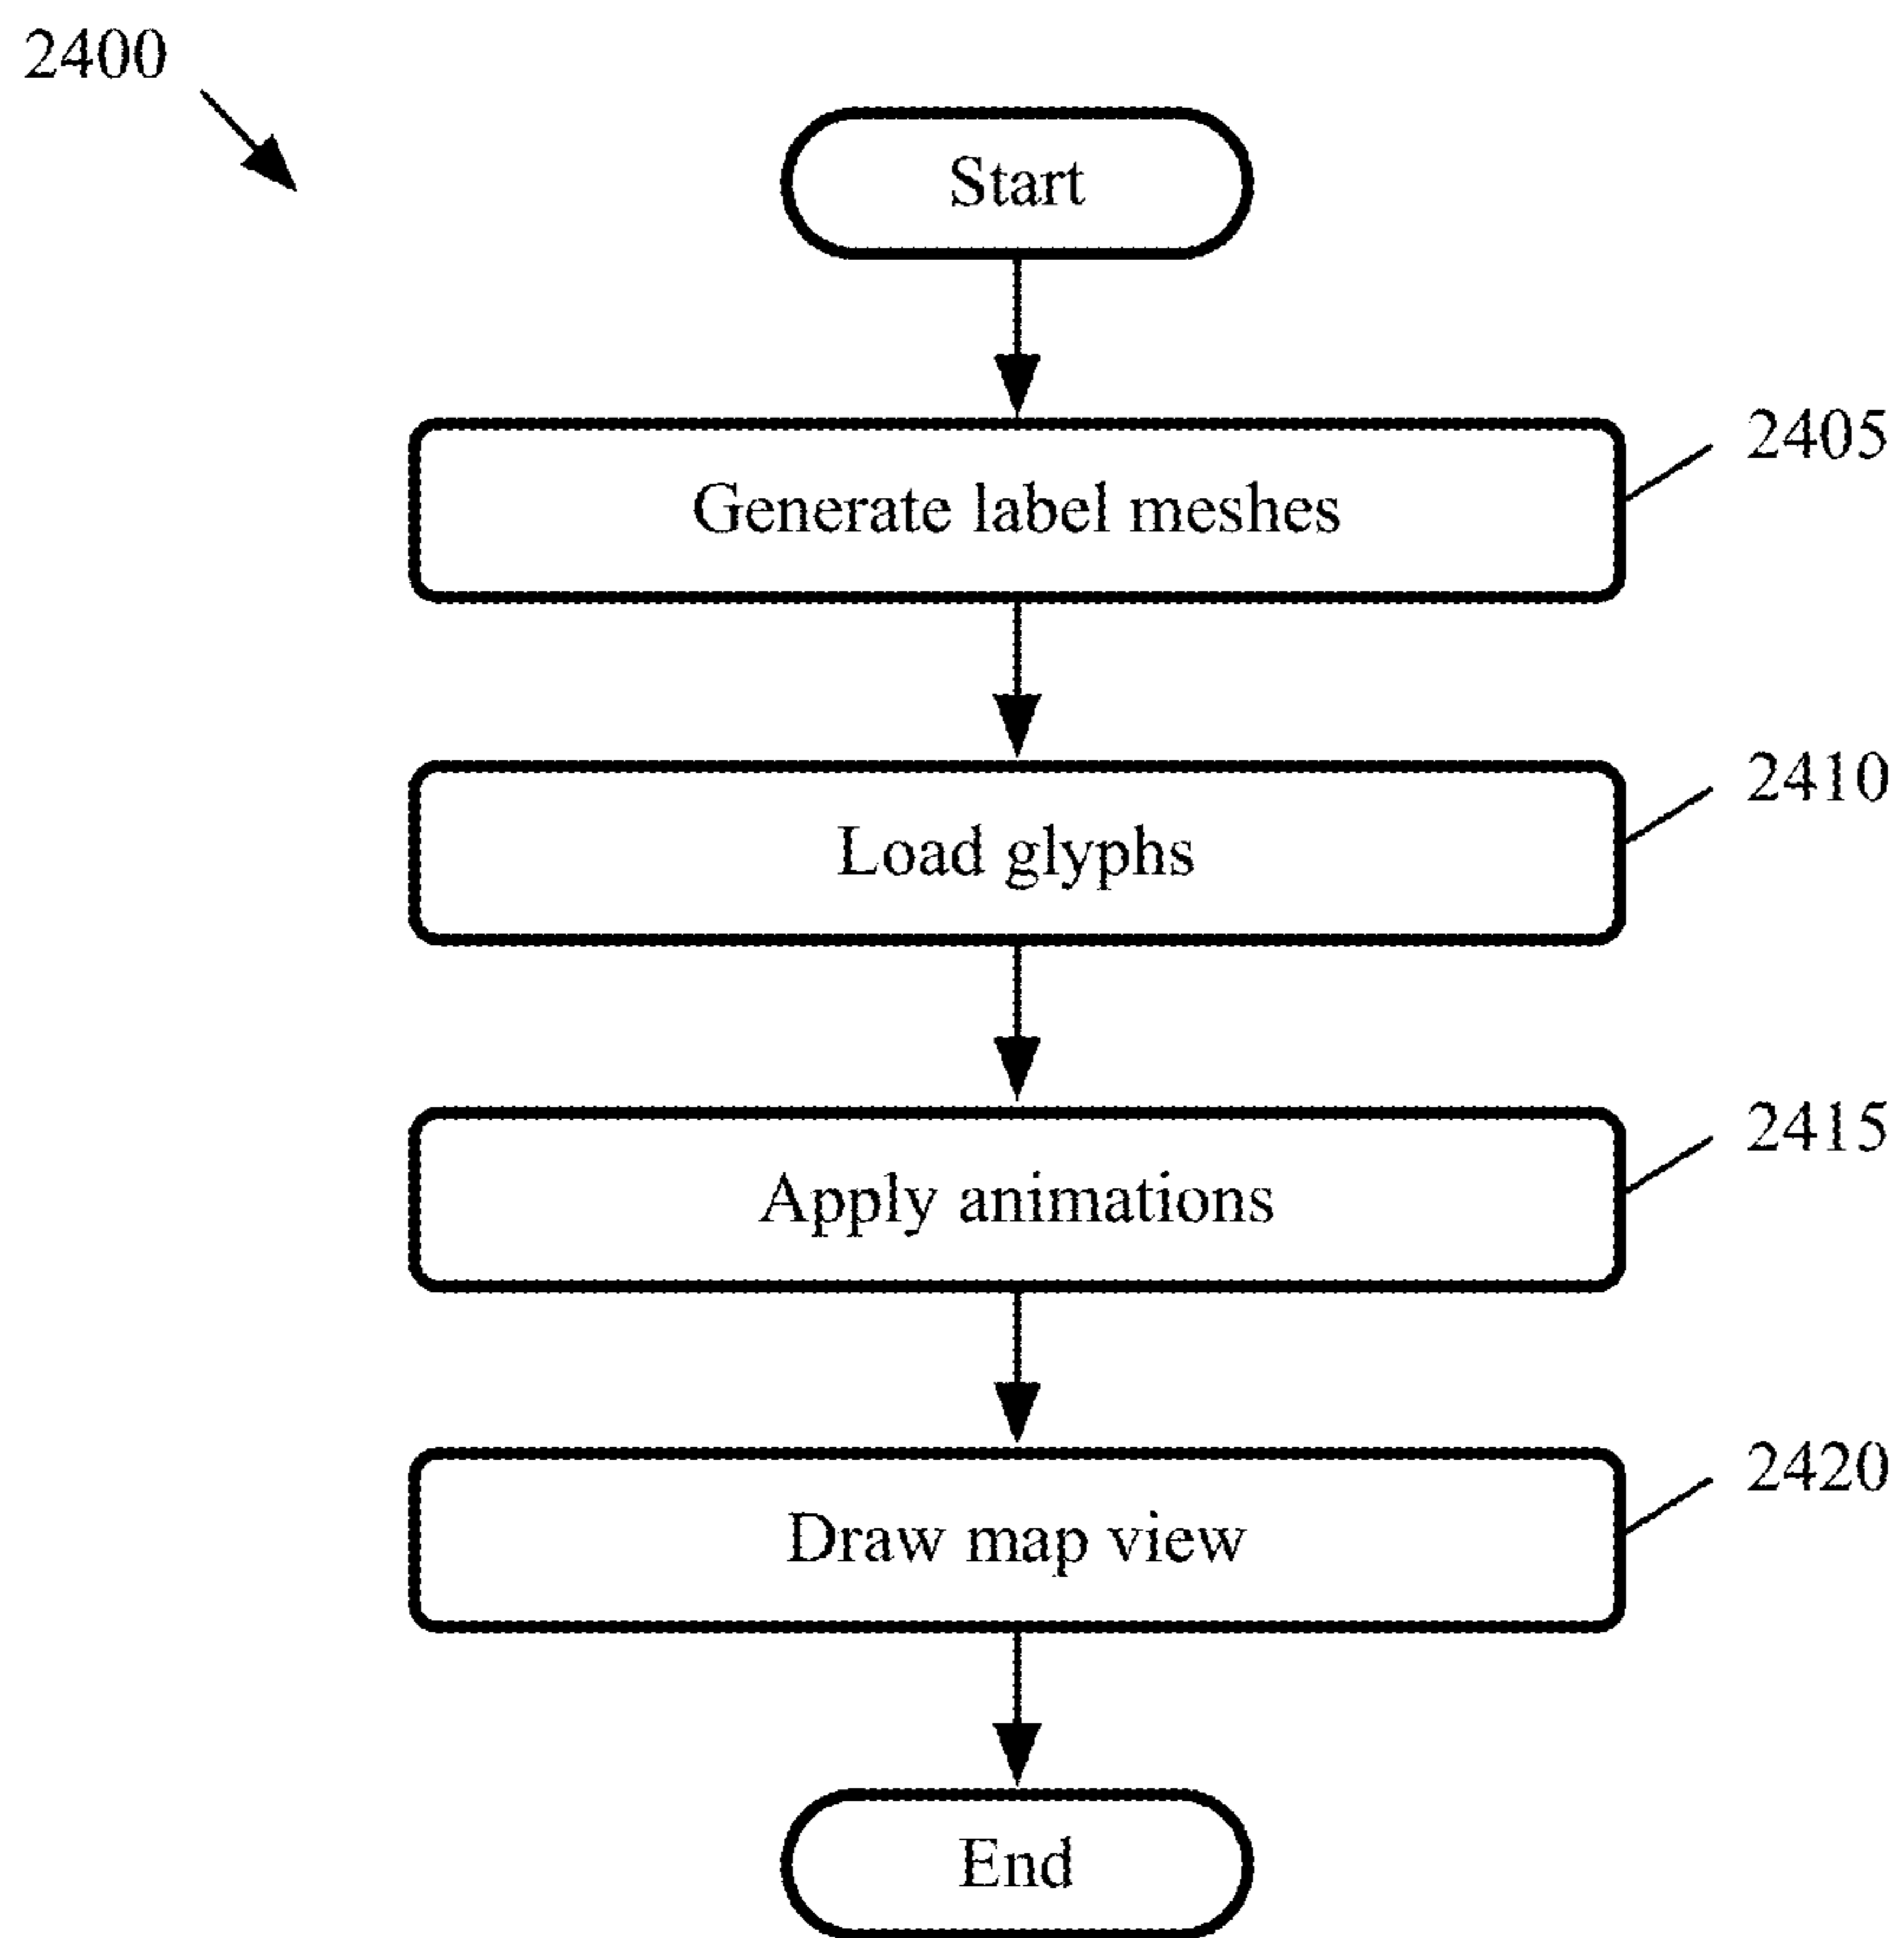 2400
Start
Generate label meshes
2405
Load glyphs
2410
Apply animations
2415
Draw map view
2420
End